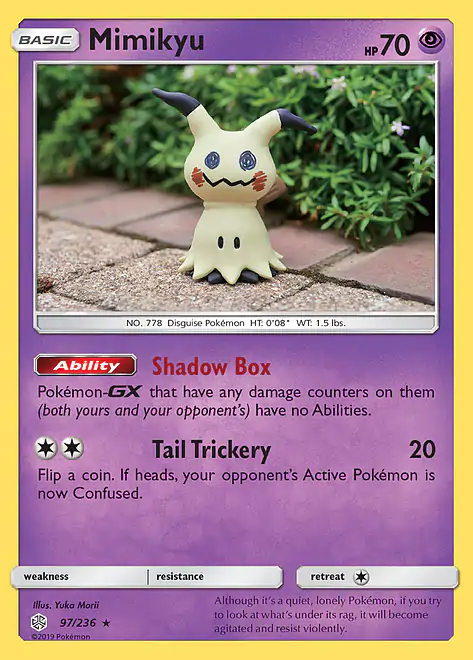 BASIC Mimikyu HP 70
NO. 778 Disguise Pokémon HT: 0'08" WT: 1.5 lbs.
Ability Shadow Box
Pokémon-GX that have any damage counters on them
(both yours and your opponent's) have no Abilities.
Tail Trickery 20
Flip a coin. If heads, your opponent's Active Pokémon is
now Confused.
weakness resistance retreat
Illus. Yuka Morii
97/236 ★
©2019 Pokémon
Although it's a quiet, lonely Pokémon, if you try
to look at what's under its rag, it will become
agitated and resist violently.